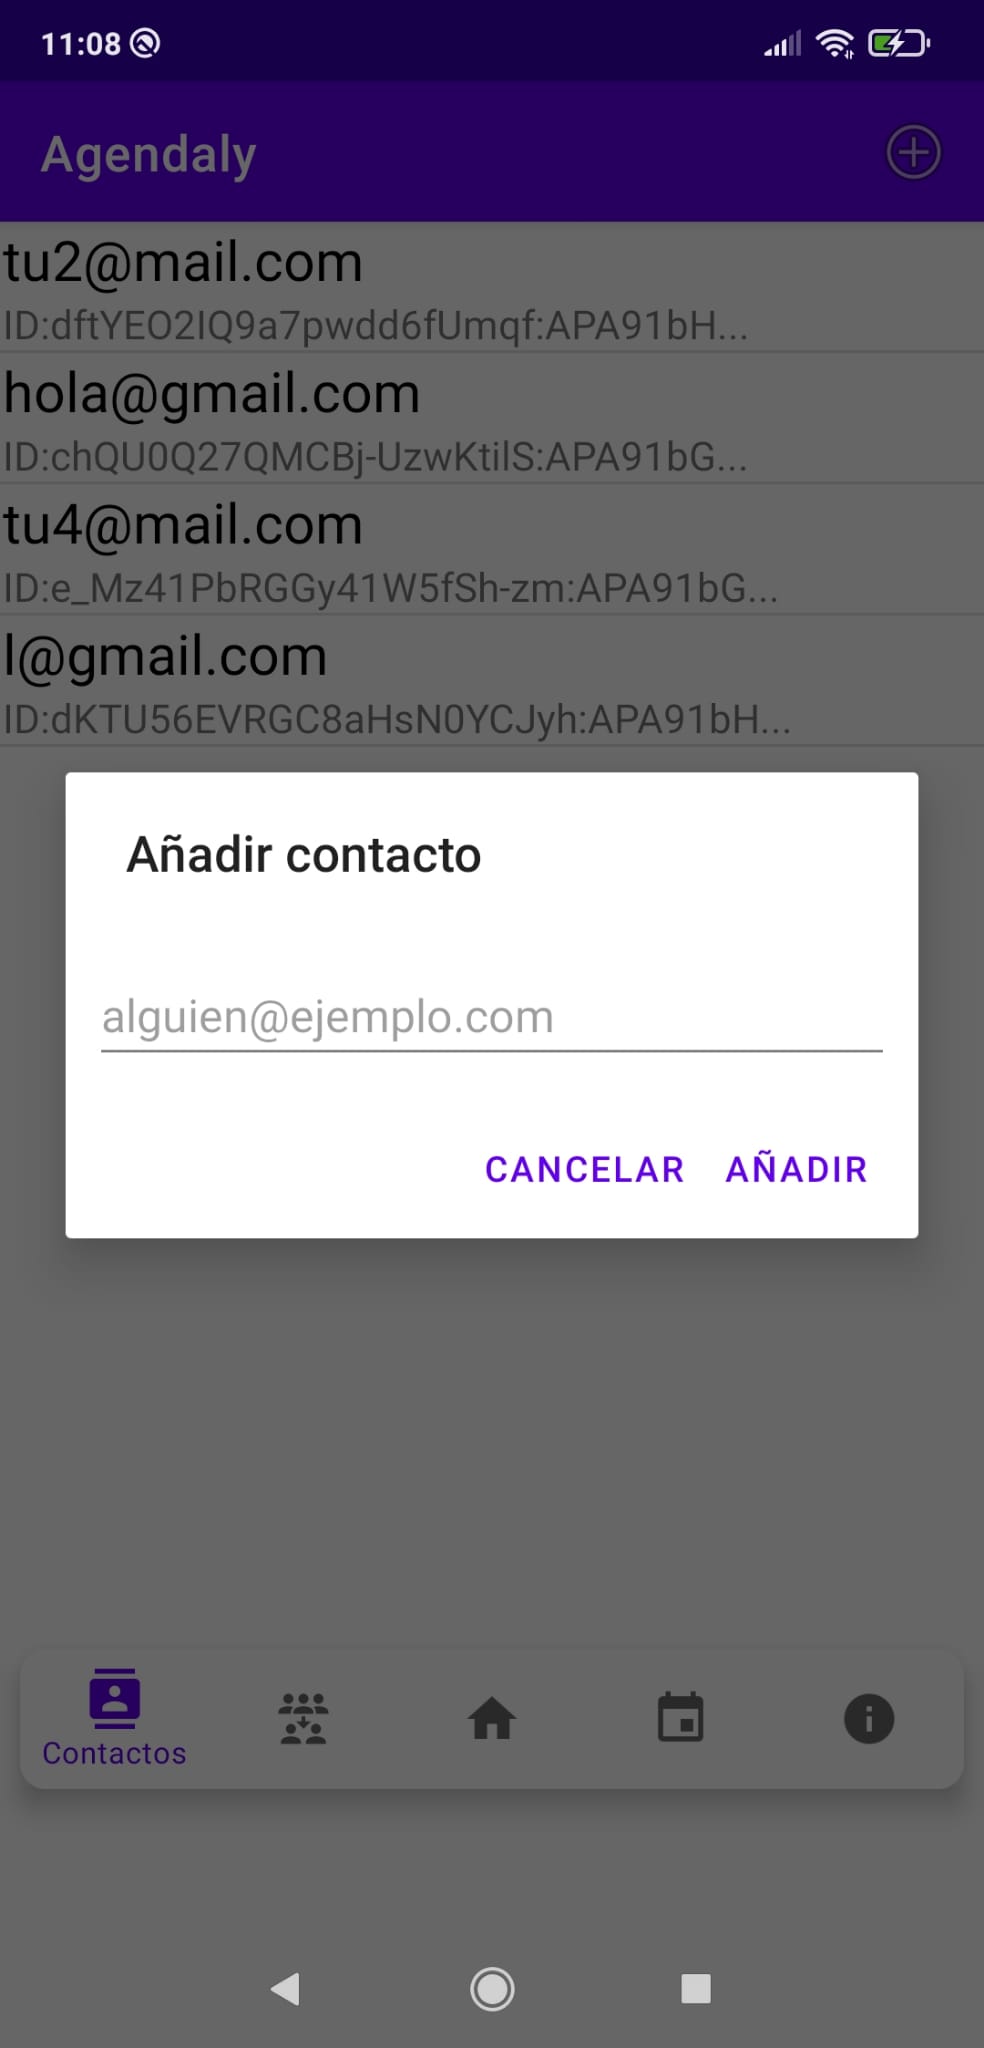 11:08
Agendaly
tu2@mail.com
ID:dftYEO2IQ9a7pwdd6fUmqf:APA91bH...
hola@gmail.com
ID:chQU0Q27QMCBj-UzwKtilS:APA91bG...
tu4@mail.com
ID:e_Mz41PbRGGy41W5fSh-zm:APA91bG...
l@gmail.com
ID:dKTU56EVRGC8aHsN0YCJyh:APA91bH...
Añadir contacto
alguien@ejemplo.com
CANCELAR AÑADIR
Contactos